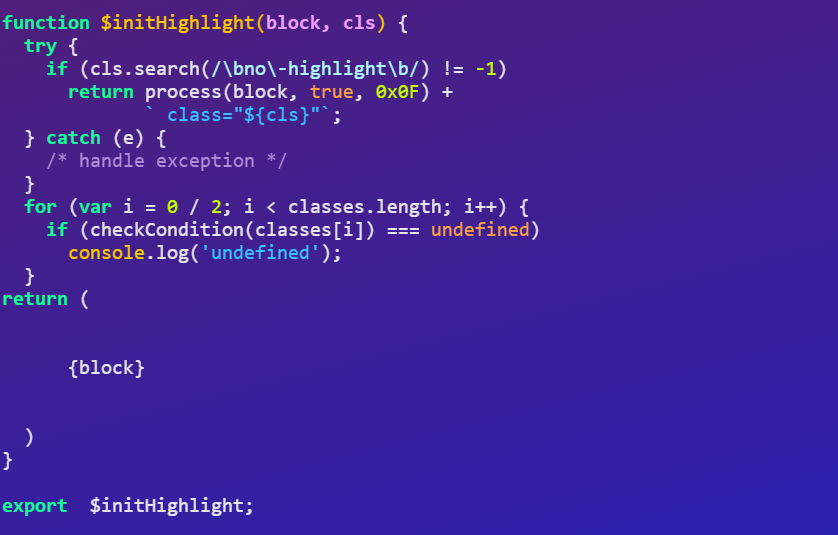 function $initHighlight(block, cls) {
  try {
    if (cls.search(/\bno\-highlight\b/) != -1)
      return process(block, true, 0x0F) +
             ` class="${cls}"`;
  } catch (e) {
    /* handle exception */
  }
  for (var i = 0 / 2; i < classes.length; i++) {
    if (checkCondition(classes[i]) === undefined)
      console.log('undefined');
  }
return (
      {block}
  )
}
export  $initHighlight;